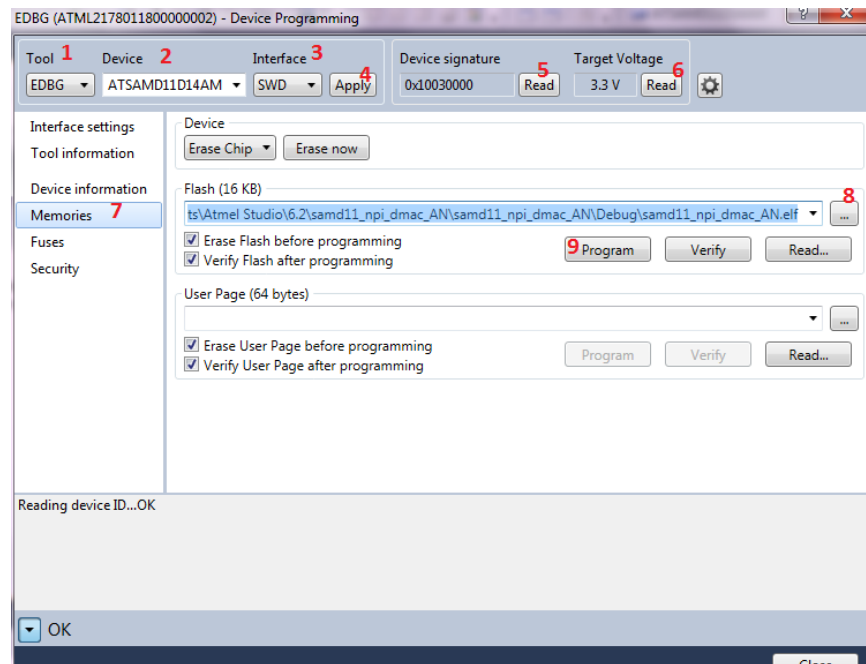 EDBG (ATML2178011800000002) - Device Programming
Tool 1 Device 2 Interface 3 Device signature Target Voltage
EDBG ATSAMD11D14AM SWD 4 Apply 0x10030000 5 Read 3.3 V 6 Read
Interface settings
Tool information
Device information
Memories 7
Fuses
Security
Device
Erase Chip Erase now
Flash (16 KB) 8
ts\Atmel Studio\6.2\samd11_npi_dmac_AN\samd11_npi_dmac_AN\Debug\samd11_npi_dmac_AN.elf ...
Erase Flash before programming
Verify Flash after programming
9 Program Verify Read...
User Page (64 bytes)
...
Erase User Page before programming
Verify User Page after programming
Program Verify Read...
Reading device ID...OK
OK
Close